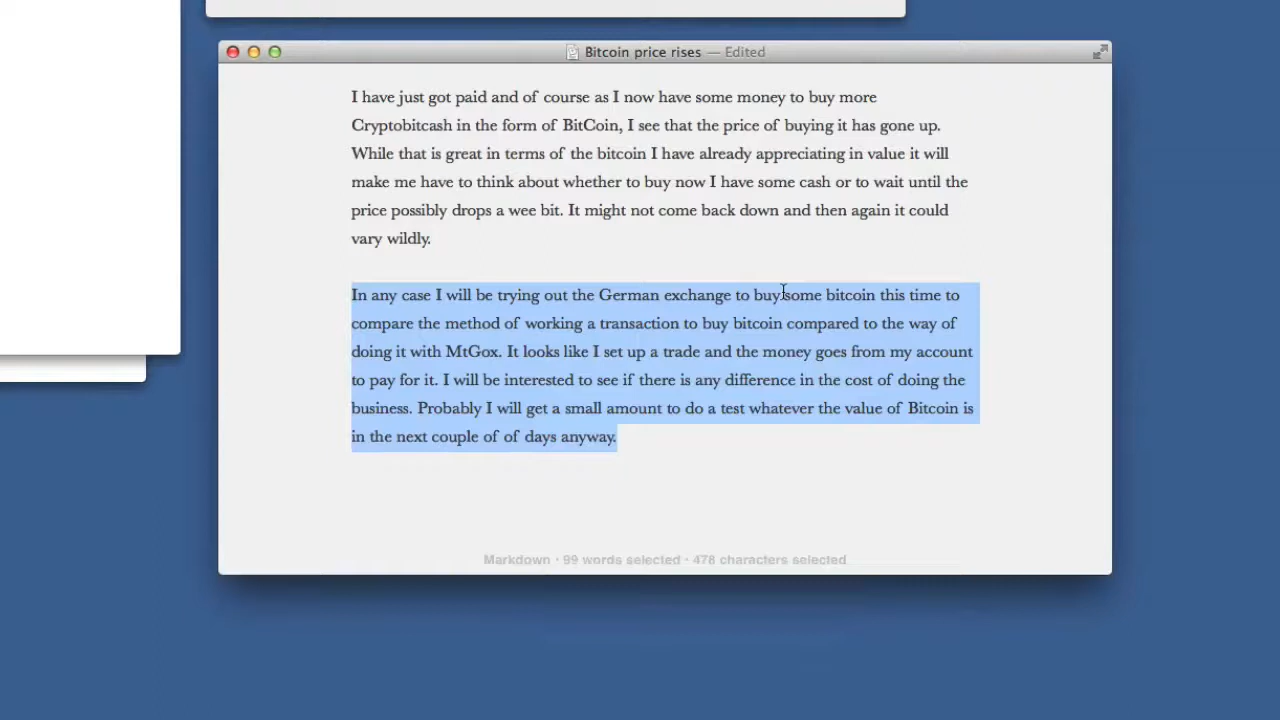 Bitcoin price rises — Edited
I have just got paid and of course as I now have some money to buy more
Cryptobitcash in the form of BitCoin, I see that the price of buying it has gone up.
While that is great in terms of the bitcoin I have already appreciating in value it will
make me have to think about whether to buy now I have some cash or to wait until the
price possibly drops a wee bit. It might not come back down and then again it could
vary wildly.
In any case I will be trying out the German exchange to buy some bitcoin this time to
compare the method of working a transaction to buy bitcoin compared to the way of
doing it with MtGox. It looks like I set up a trade and the money goes from my account
to pay for it. I will be interested to see if there is any difference in the cost of doing the
business. Probably I will get a small amount to do a test whatever the value of Bitcoin is
in the next couple of of days anyway.
Markdown · 99 words selected · 478 characters selected